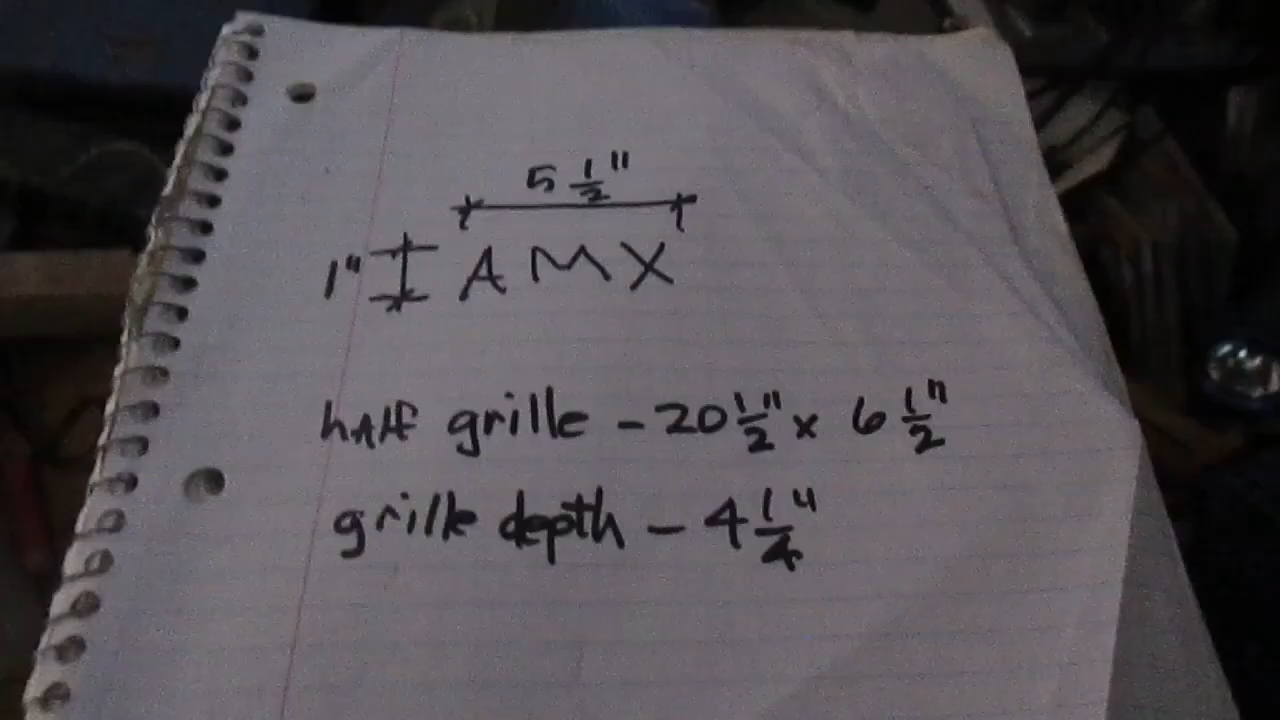 5 1/2"
1" AMX
half grille - 20 1/2" x 6 1/2"
grille depth - 4 1/4"